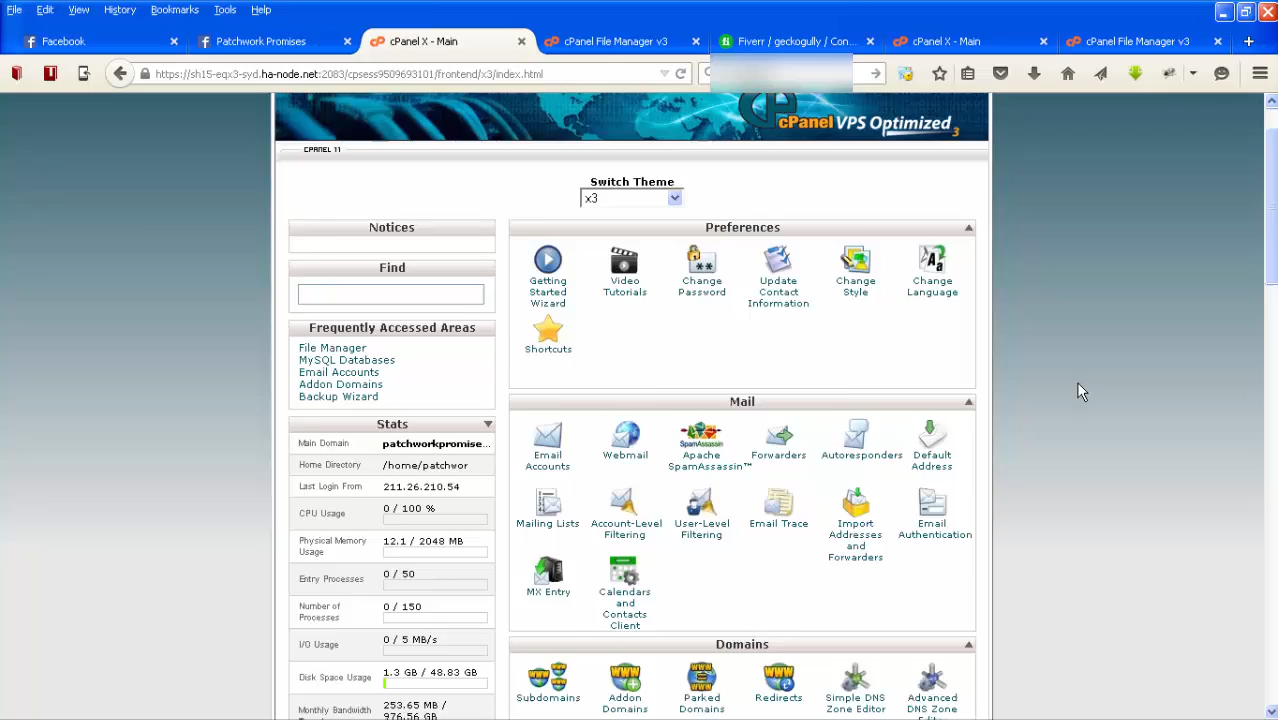 File Edit View History Bookmarks Tools Help
Facebook
Patchwork Promises
cPanel X - Main
cPanel File Manager v3
Fiverr / geckogully / Con...
cPanel X - Main
cPanel File Manager v3
https://sh15-eqx3-syd.ha-node.net:2083/cpsess9509693101/frontend/x3/index.html
cPanel VPS Optimized 3
CPANEL 11
Switch Theme
x3
Notices
Find
Frequently Accessed Areas
File Manager
MySQL Databases
Email Accounts
Addon Domains
Backup Wizard
Stats
Main Domain patchworkpromise...
Home Directory /home/patchwor
Last Login From 211.26.210.54
CPU Usage 0 / 100 %
Physical Memory
Usage
12.1 / 2048 MB
Entry Processes 0 / 50
Number of
Processes
0 / 150
I/O Usage 0 / 5 MB/s
Disk Space Usage 1.3 GB / 48.83 GB
Monthly Bandwidth
253.65 MB /
976.56 GB
Preferences
Getting
Started
Wizard
Video
Tutorials
Change
Password
Update
Contact
Information
Change
Style
Change
Language
Shortcuts
Mail
Email
Accounts
Webmail
SpamAssassin
Apache
SpamAssassin™
Forwarders
Autoresponders
Default
Address
Mailing Lists
Account-Level
Filtering
User-Level
Filtering
Email Trace
Import
Addresses
and
Forwarders
Email
Authentication
MX Entry
Calendars
and
Contacts
Client
Domains
Subdomains
Addon
Domains
Parked
Domains
Redirects
Simple DNS
Zone Editor
Advanced
DNS Zone